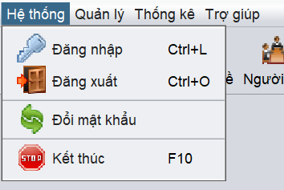 Hệ thống Quản lý Thống kê Trợ giúp
Đăng nhập Ctrl+L
Đăng xuất Ctrl+O
Người
Đổi mật khẩu
Kết thúc F10